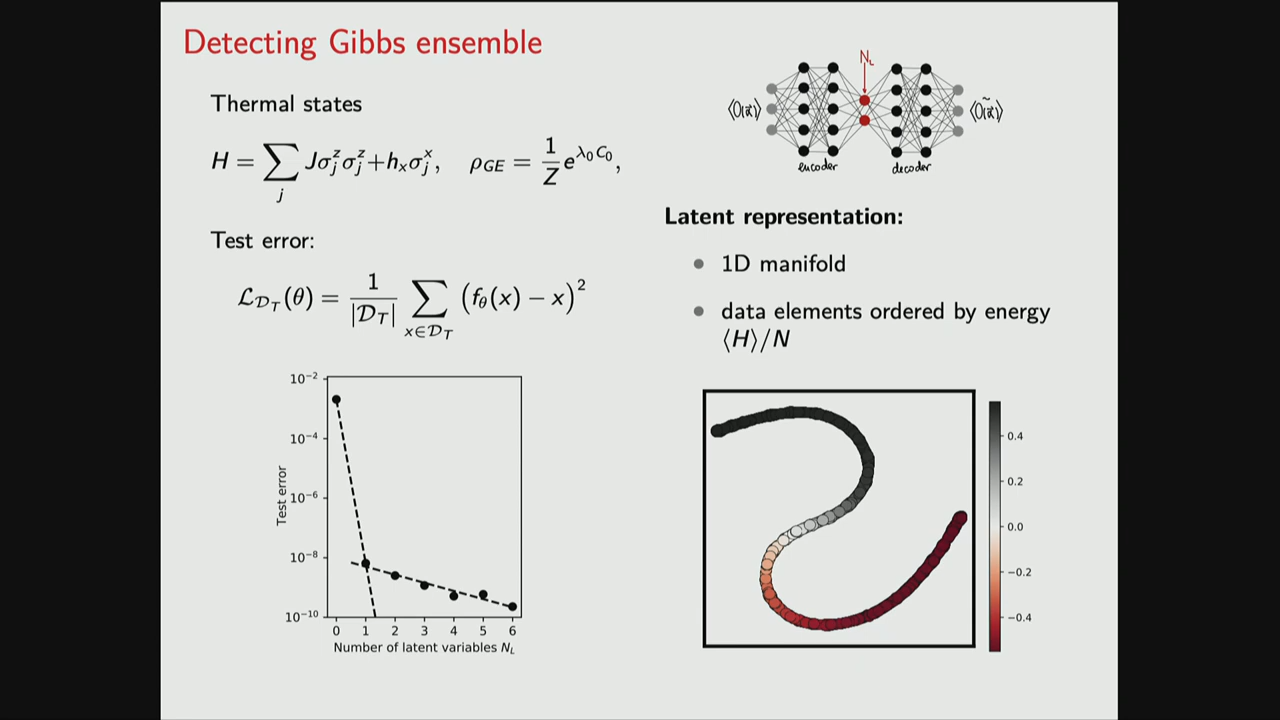 Detecting Gibbs ensemble
Thermal states
H = ∑_j Jσ_j^z σ_j^z + h_x σ_j^x, ρ_GE = 1/Z e^{λ_0 C_0},
Test error:
ℒ_{𝒟_T}(θ) = 1/|𝒟_T| ∑_{x∈𝒟_T} (f_θ(x) − x)^2
10^−2
10^−4
10^−6
10^−8
10^−10
Test error
0 1 2 3 4 5 6
Number of latent variables N_L
N_L
encoder
decoder
Latent representation:
• 1D manifold
• data elements ordered by energy
⟨H⟩/N
0.4
0.2
0.0
−0.2
−0.4